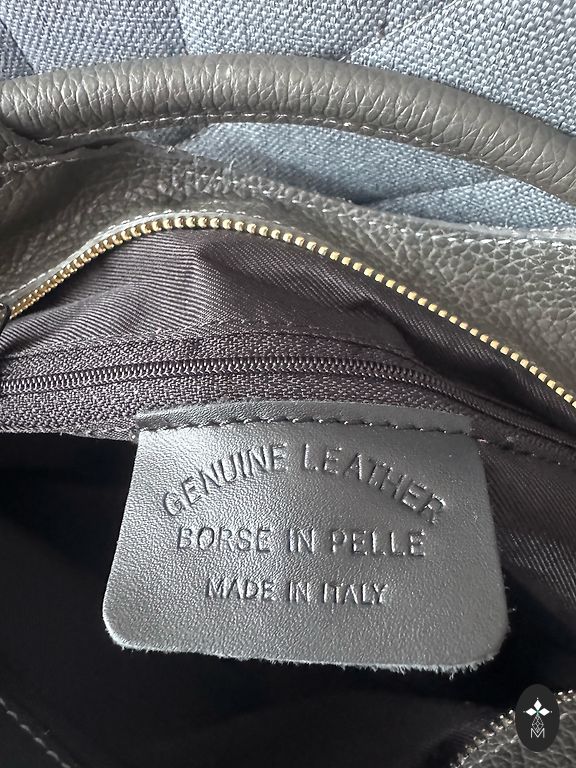 GENUINE LEATHER
BORSE IN PELLE
MADE IN ITALY
M